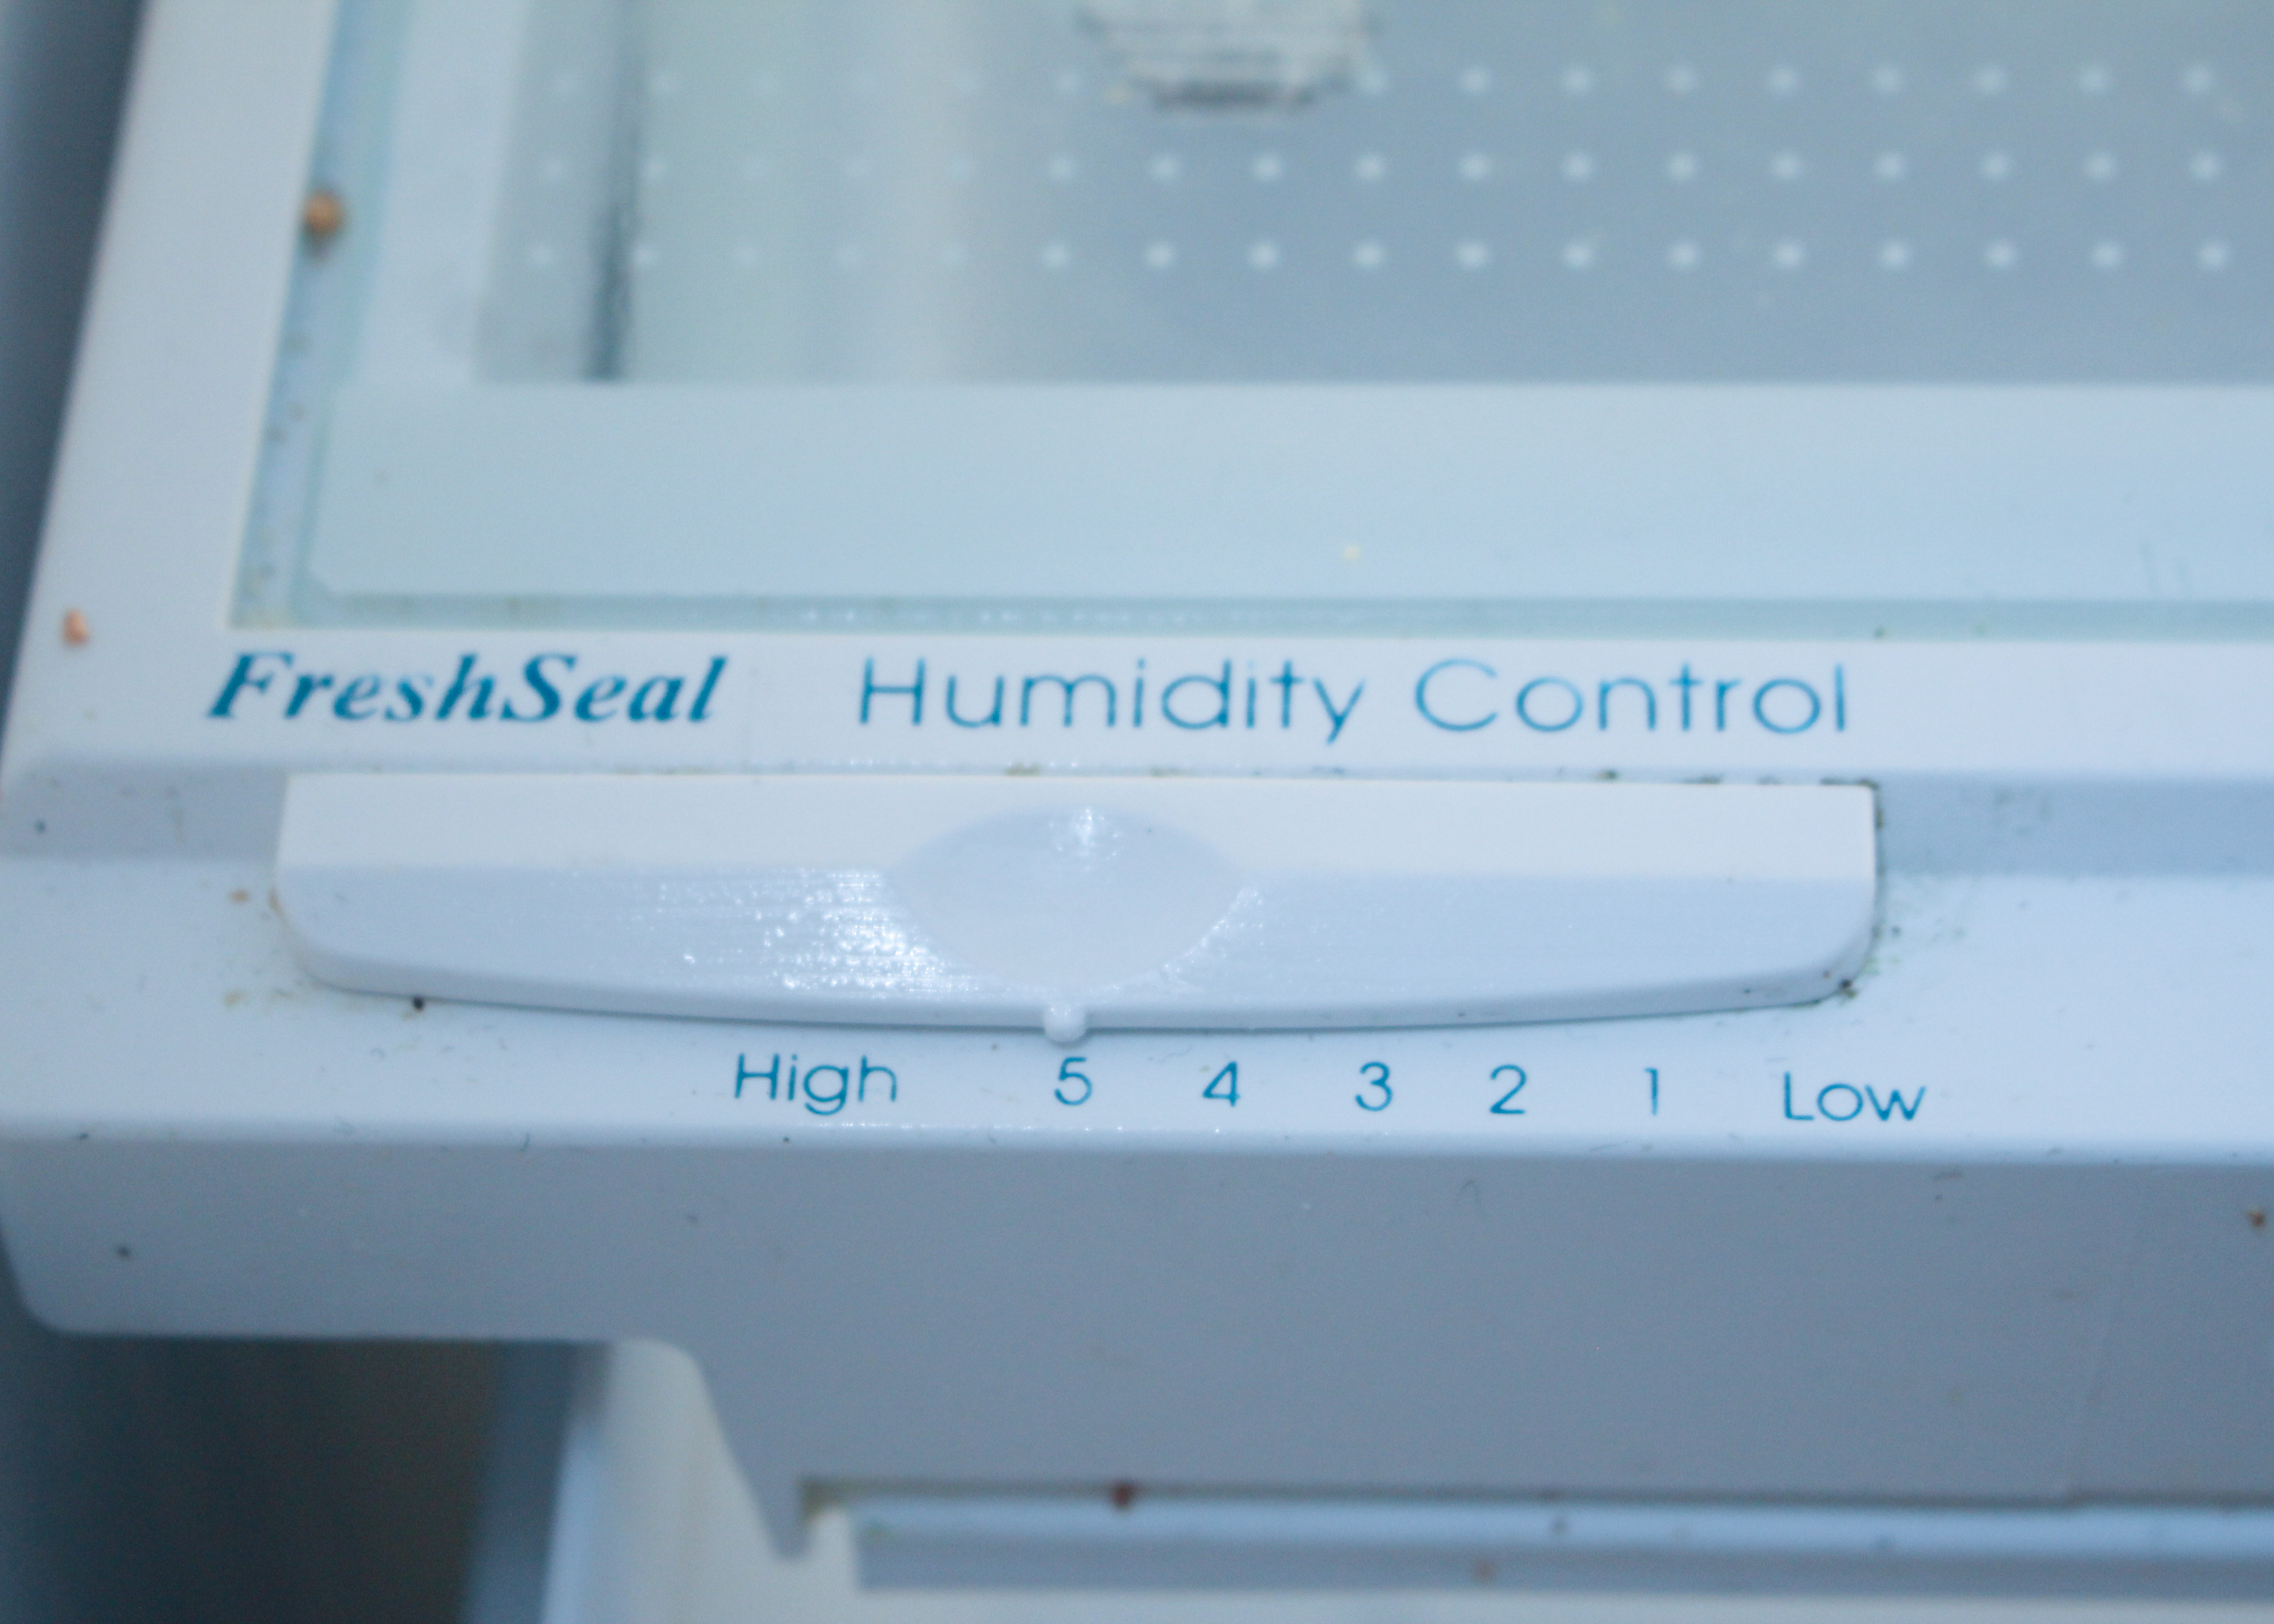 FreshSeal Humidity Control
High 5 4 3 2 1 Low